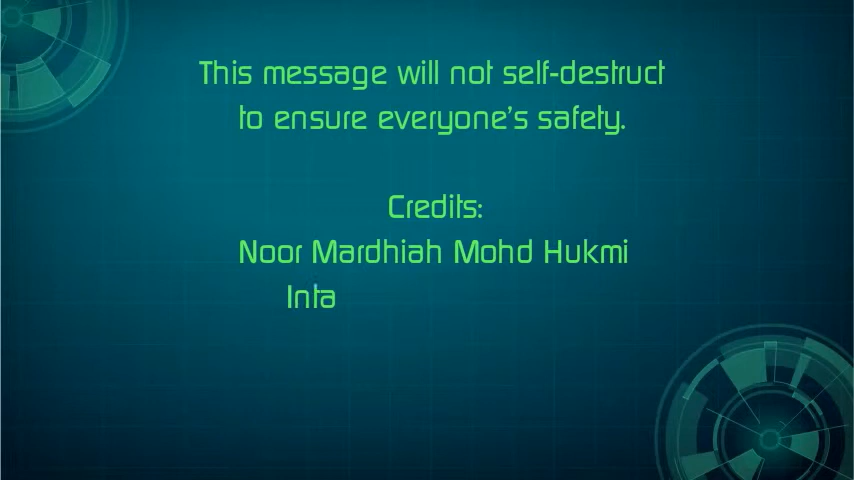 This message will not self-destruct
to ensure everyone's safety.
Credits:
Noor Mardhiah Mohd Hukmi
Inta